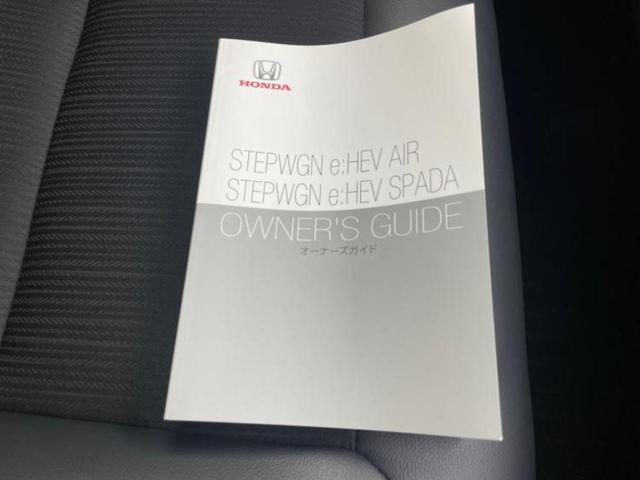 HONDA
STEPWGN e:HEV AIR
STEPWGN e:HEV SPADA
OWNER'S GUIDE
オーナーズガイド